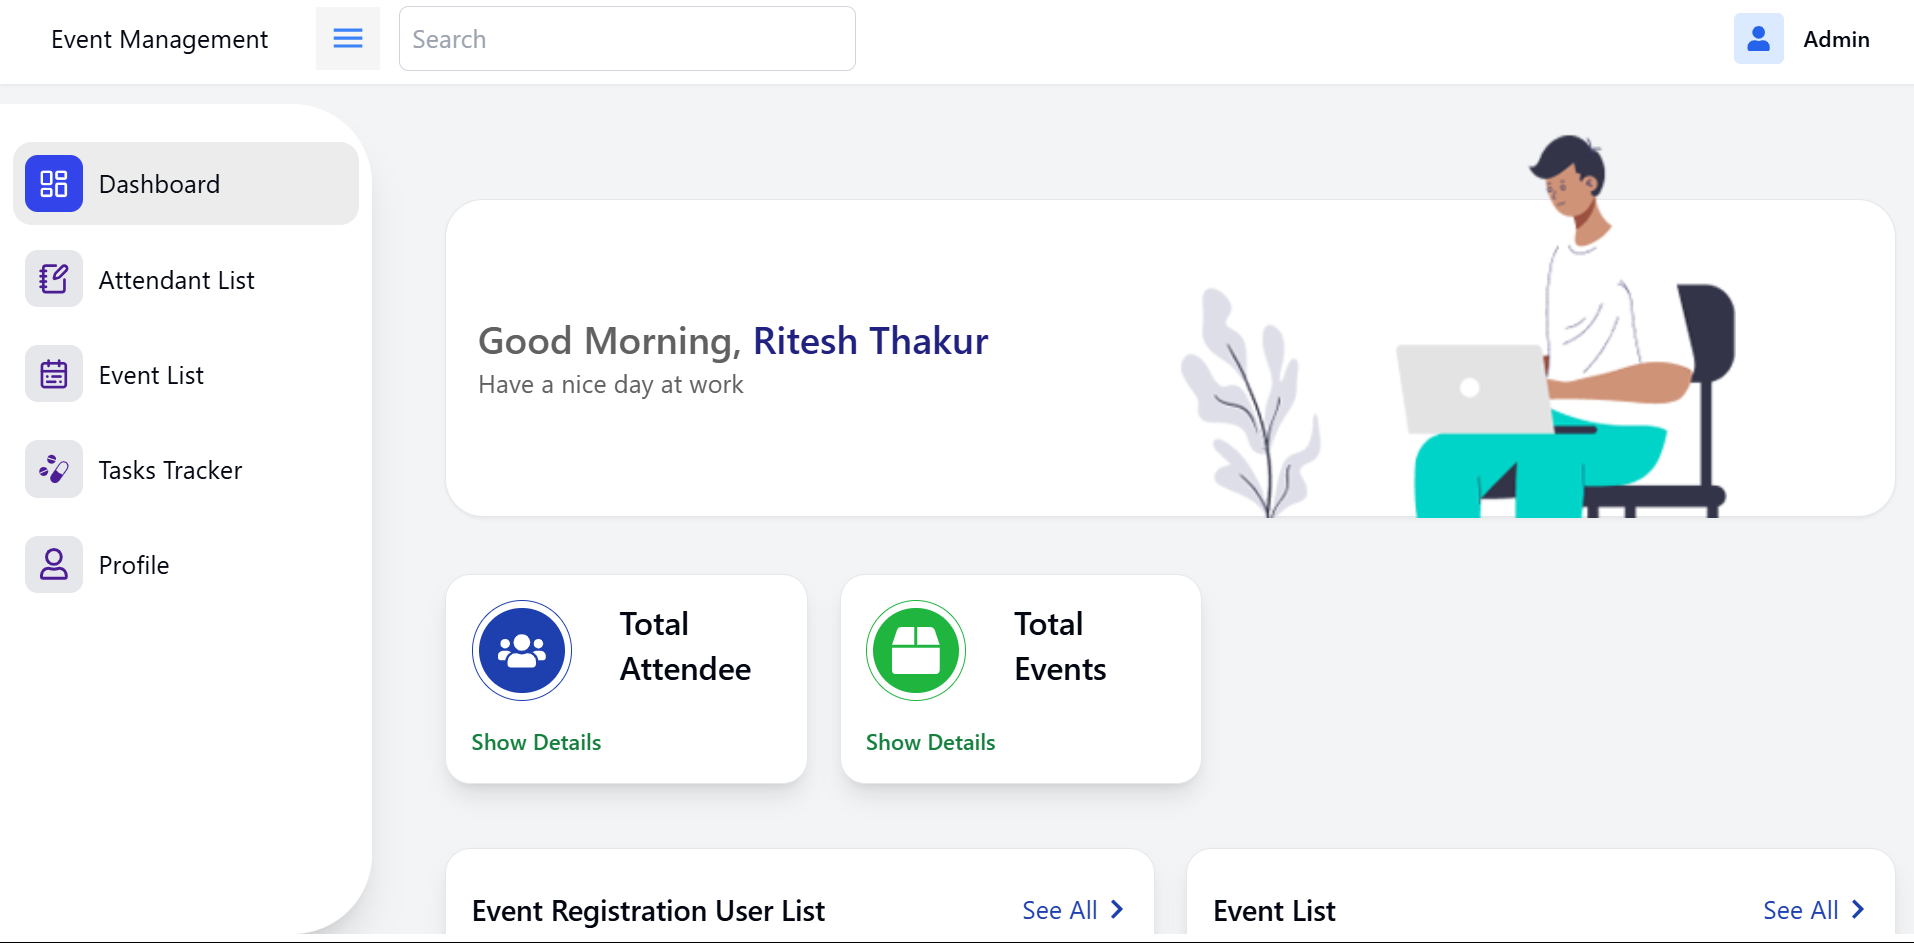 Event Management
Search
Admin
Dashboard
Attendant List
Event List
Tasks Tracker
Profile
Good Morning, Ritesh Thakur
Have a nice day at work
Total
Attendee
Show Details
Total
Events
Show Details
Event Registration User List
See All
Event List
See All